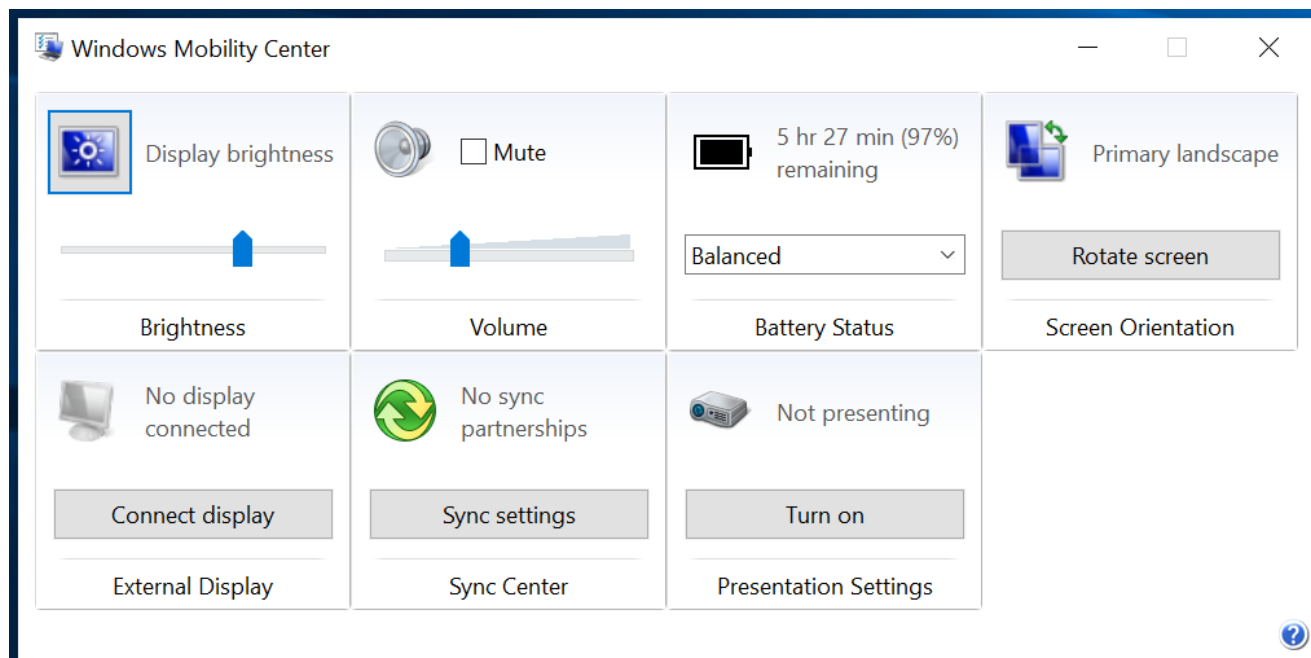 Windows Mobility Center
Display brightness
Brightness
Mute
Volume
5 hr 27 min (97%)
remaining
Balanced
Battery Status
Primary landscape
Rotate screen
Screen Orientation
No display
connected
Connect display
External Display
No sync
partnerships
Sync settings
Sync Center
Not presenting
Turn on
Presentation Settings
?